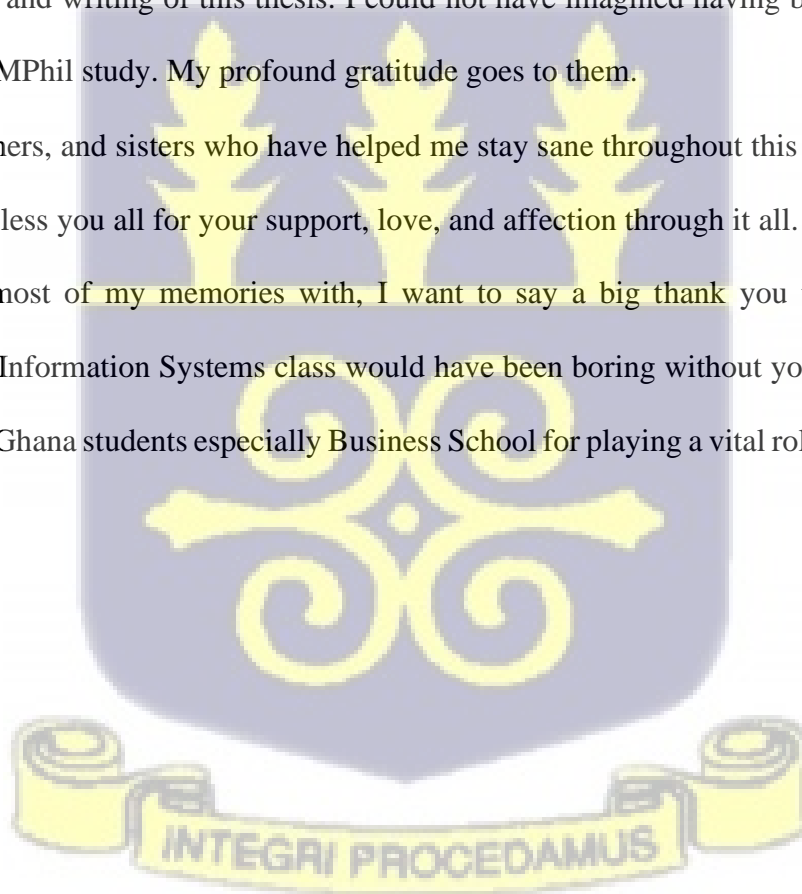 and writing of this thesis. I could not have imagined having b
MPhil study. My profound gratitude goes to them.
ners, and sisters who have helped me stay sane throughout this
less you all for your support, love, and affection through it all.
most of my memories with, I want to say a big thank you
Information Systems class would have been boring without yo
Ghana students especially Business School for playing a vital rol
INTEGRI PROCEDAMUS